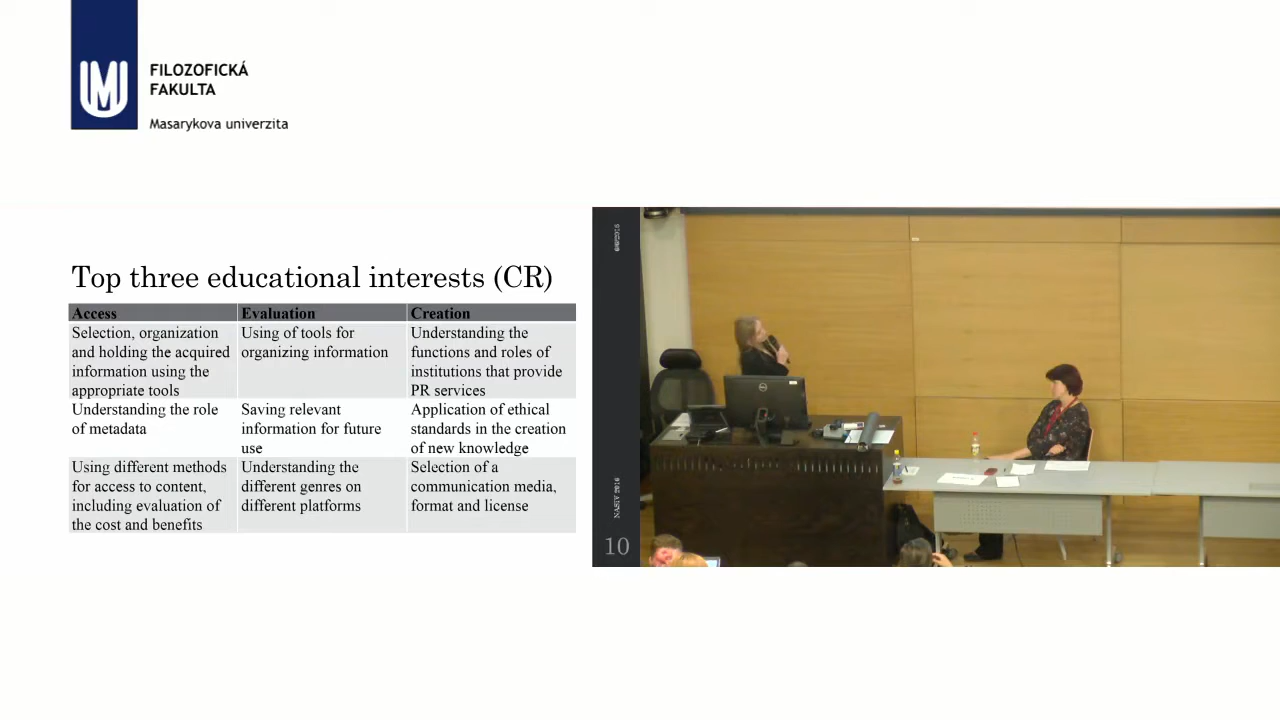 FILOZOFICKÁ
FAKULTA
Masarykova univerzita
Top three educational interests (CR)
Access
Evaluation
Creation
Selection, organization
and holding the acquired
information using the
appropriate tools
Using of tools for
organizing information
Understanding the
functions and roles of
institutions that provide
PR services
Understanding the role
of metadata
Saving relevant
information for future
use
Application of ethical
standards in the creation
of new knowledge
Using different methods
for access to content,
including evaluation of
the cost and benefits
Understanding the
different genres on
different platforms
Selection of a
communication media,
format and license
10